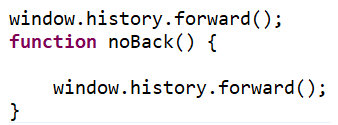 window.history.forward();
function noBack() {
    window.history.forward();
}